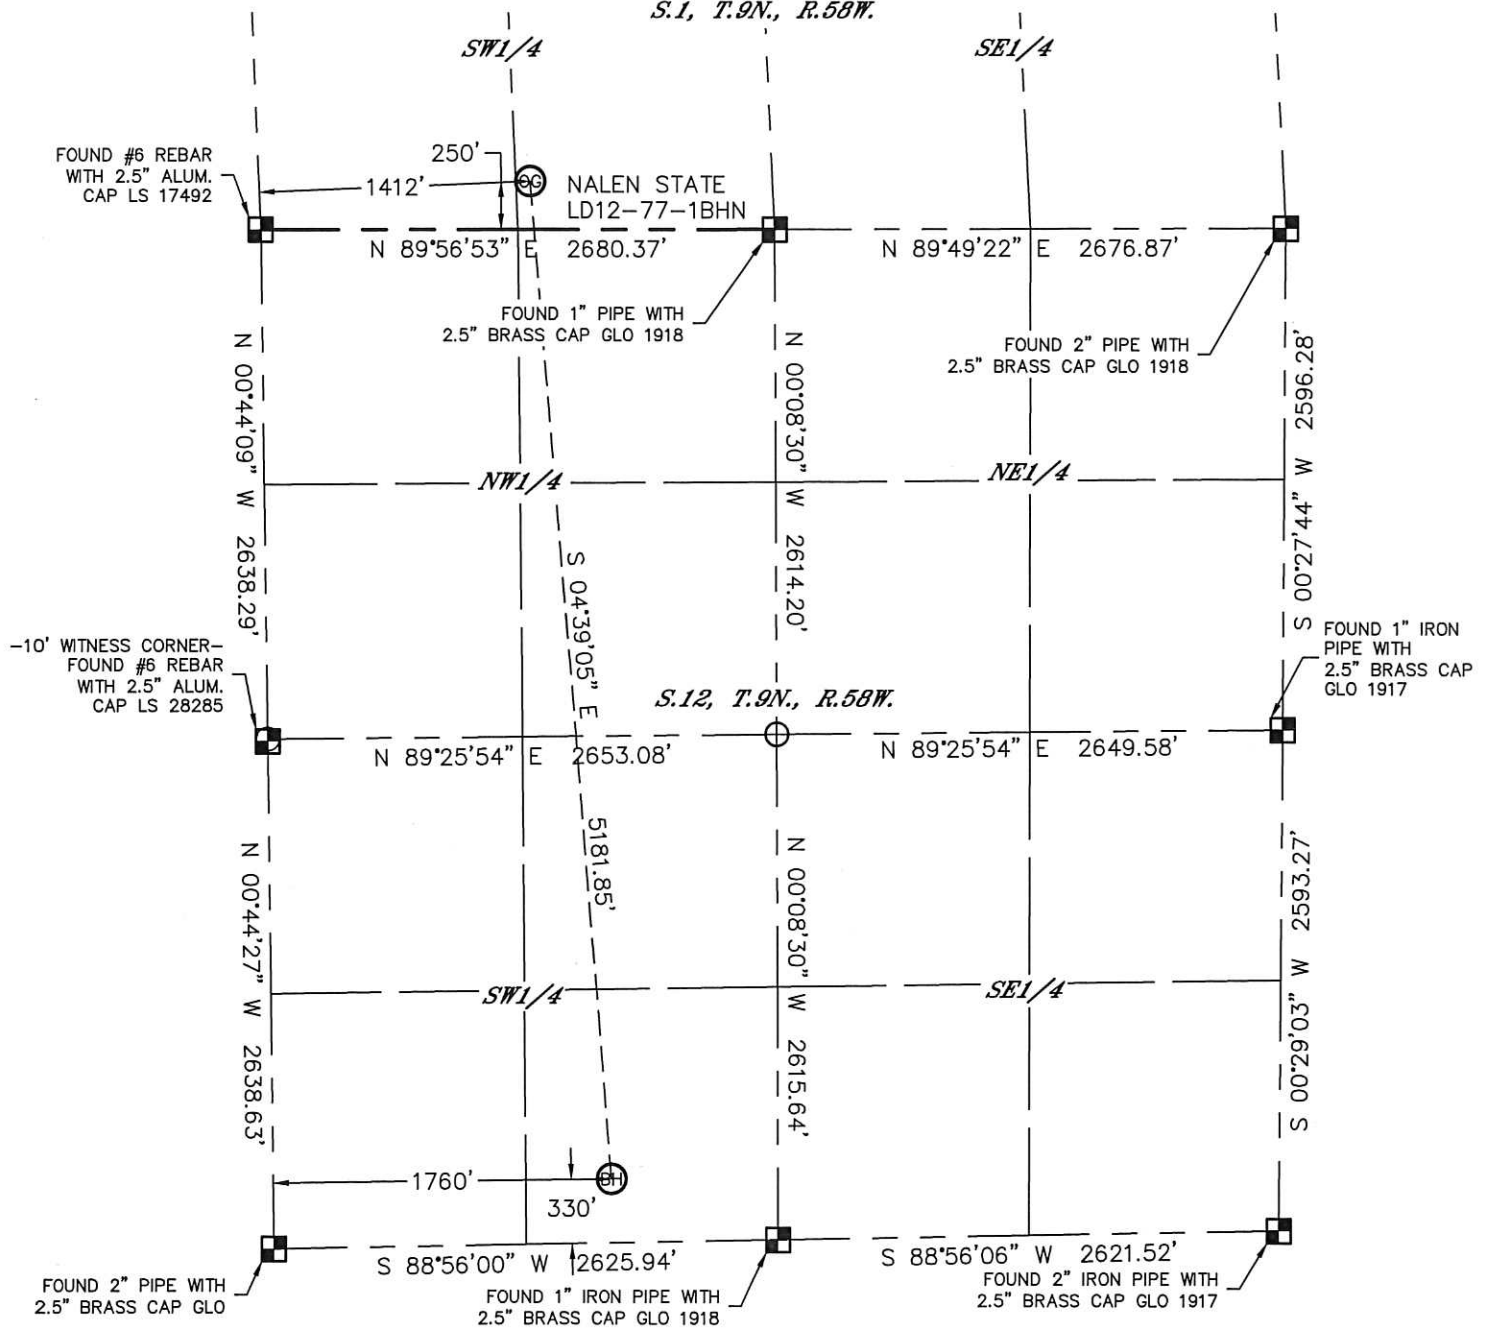 S.1, T.9N., R.58W.
SW1/4
SE1/4
FOUND #6 REBAR
WITH 2.5" ALUM.
CAP LS 17492
250'
1412'
OG
NALEN STATE
LD12-77-1BHN
N 89°56'53" E 2680.37'
N 89°49'22" E 2676.87'
FOUND 1" PIPE WITH
2.5" BRASS CAP GLO 1918
FOUND 2" PIPE WITH
2.5" BRASS CAP GLO 1918
N 00°44'09" W 2638.29'
N 00°08'30" W 2614.20'
S 00°27'44" W 2596.28'
NW1/4
NE1/4
S 04°39'05" E 5181.85'
-10' WITNESS CORNER-
FOUND #6 REBAR
WITH 2.5" ALUM.
CAP LS 28285
S.12, T.9N., R.58W.
FOUND 1" IRON
PIPE WITH
2.5" BRASS CAP
GLO 1917
N 89°25'54" E 2653.08'
N 89°25'54" E 2649.58'
N 00°44'27" W 2638.63'
N 00°08'30" W 2615.64'
S 00°29'03" W 2593.27'
SW1/4
SE1/4
1760'
BH
330'
S 88°56'00" W 2625.94'
S 88°56'06" W 2621.52'
FOUND 2" PIPE WITH
2.5" BRASS CAP GLO
FOUND 1" IRON PIPE WITH
2.5" BRASS CAP GLO 1918
FOUND 2" IRON PIPE WITH
2.5" BRASS CAP GLO 1917